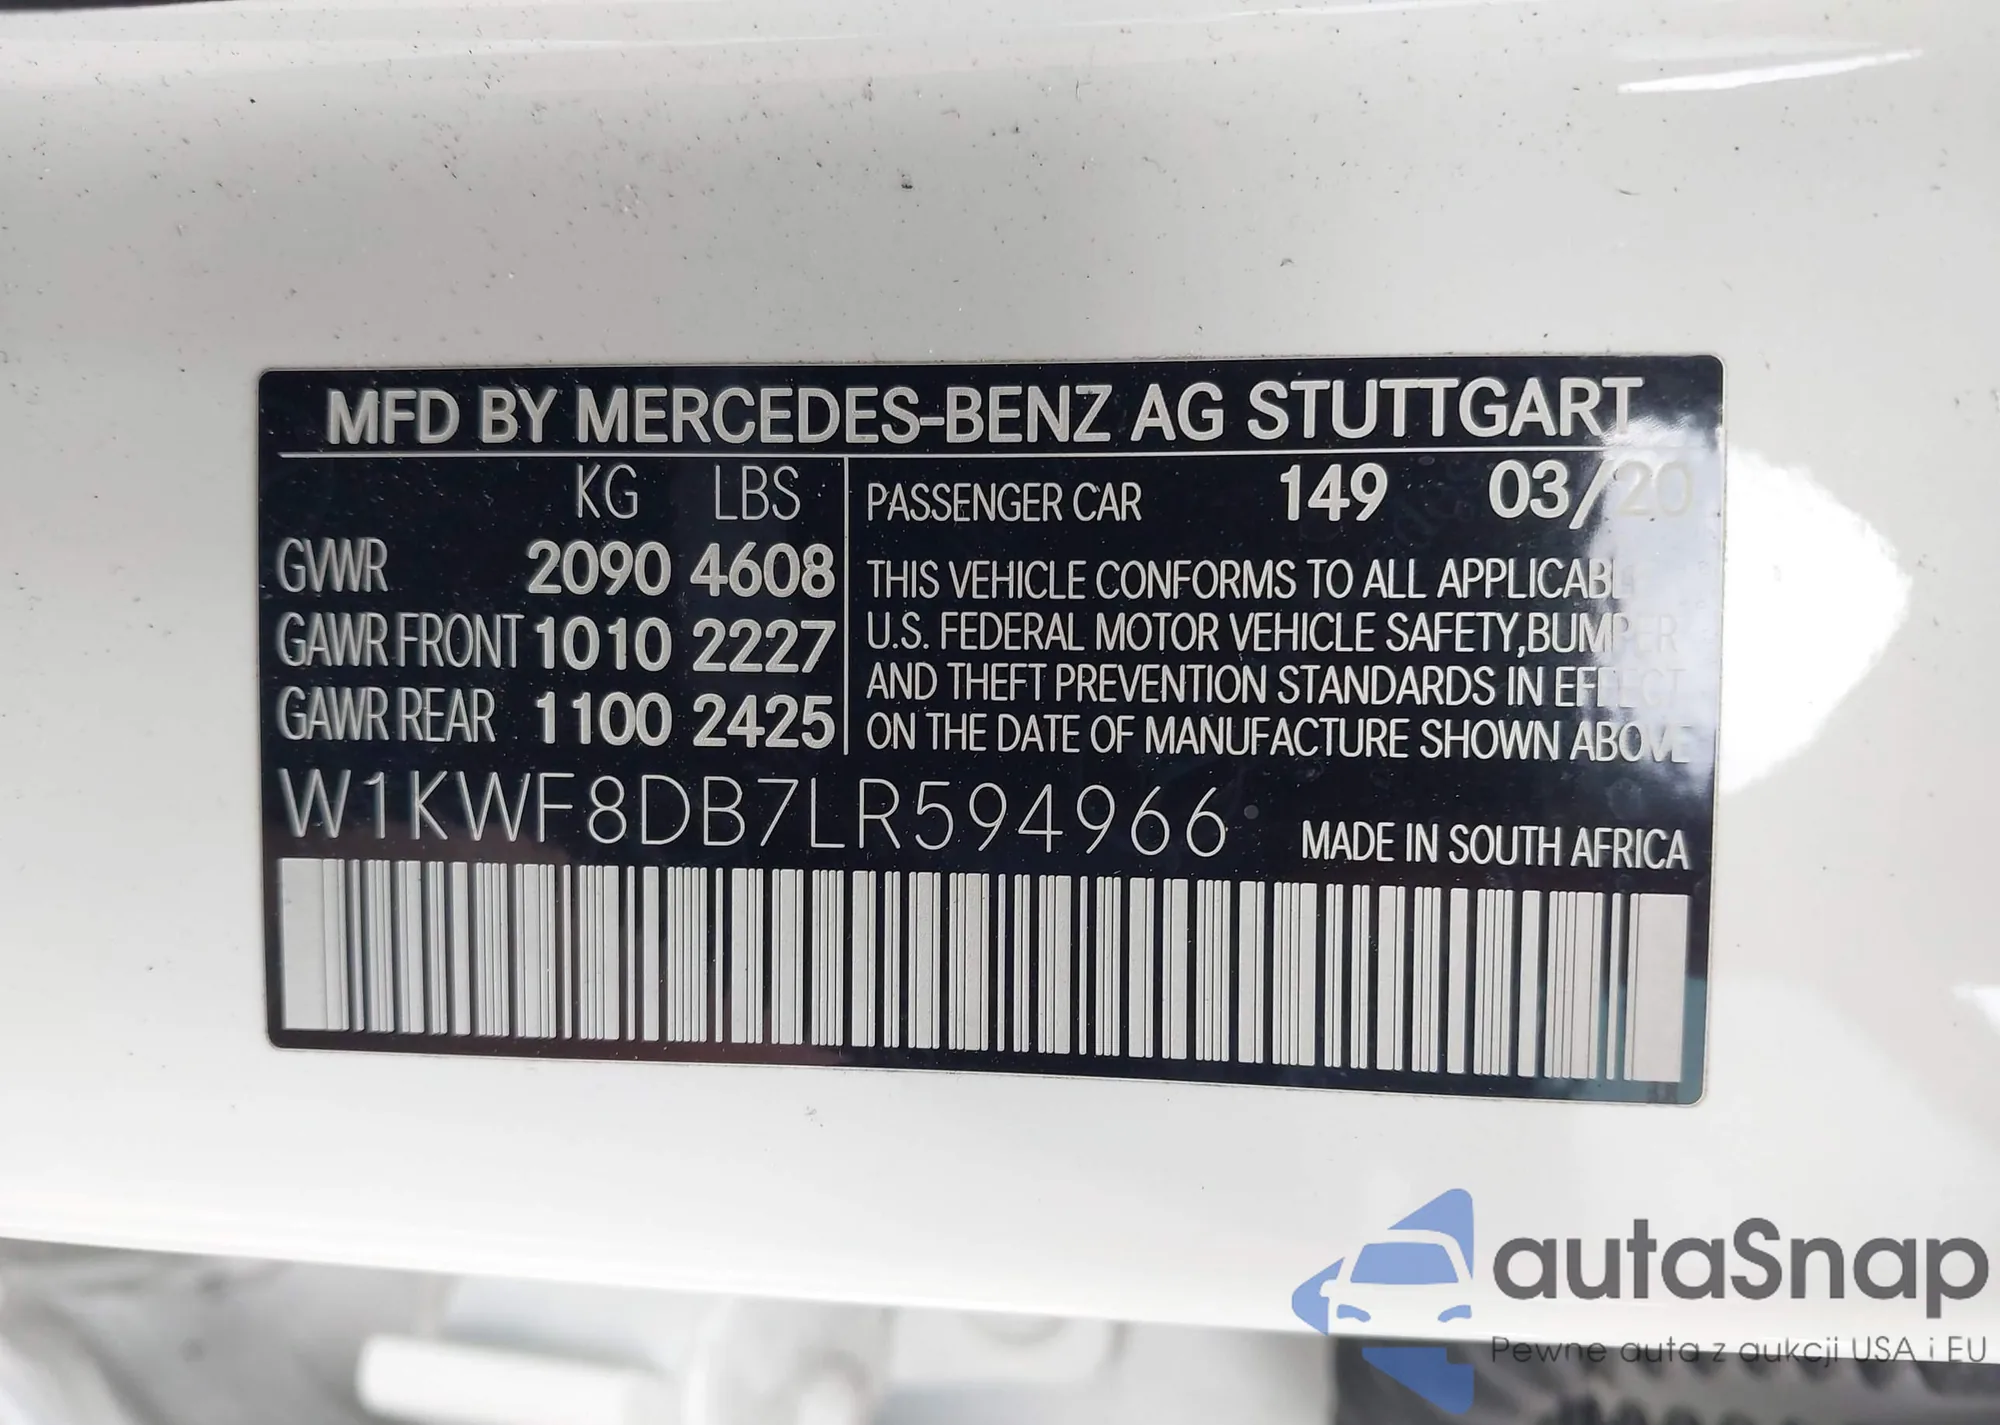 MFD BY MERCEDES-BENZ AG STUTTGART
KG LBS
GVWR 2090 4608
GAWR FRONT 1010 2227
GAWR REAR 1100 2425
PASSENGER CAR 149 03/20
THIS VEHICLE CONFORMS TO ALL APPLICABLE
U.S. FEDERAL MOTOR VEHICLE SAFETY,BUMPER
AND THEFT PREVENTION STANDARDS IN EFFECT
ON THE DATE OF MANUFACTURE SHOWN ABOVE
W1KWF8DB7LR594966
MADE IN SOUTH AFRICA
autaSnap
Pewne auta z aukcji USA i EU